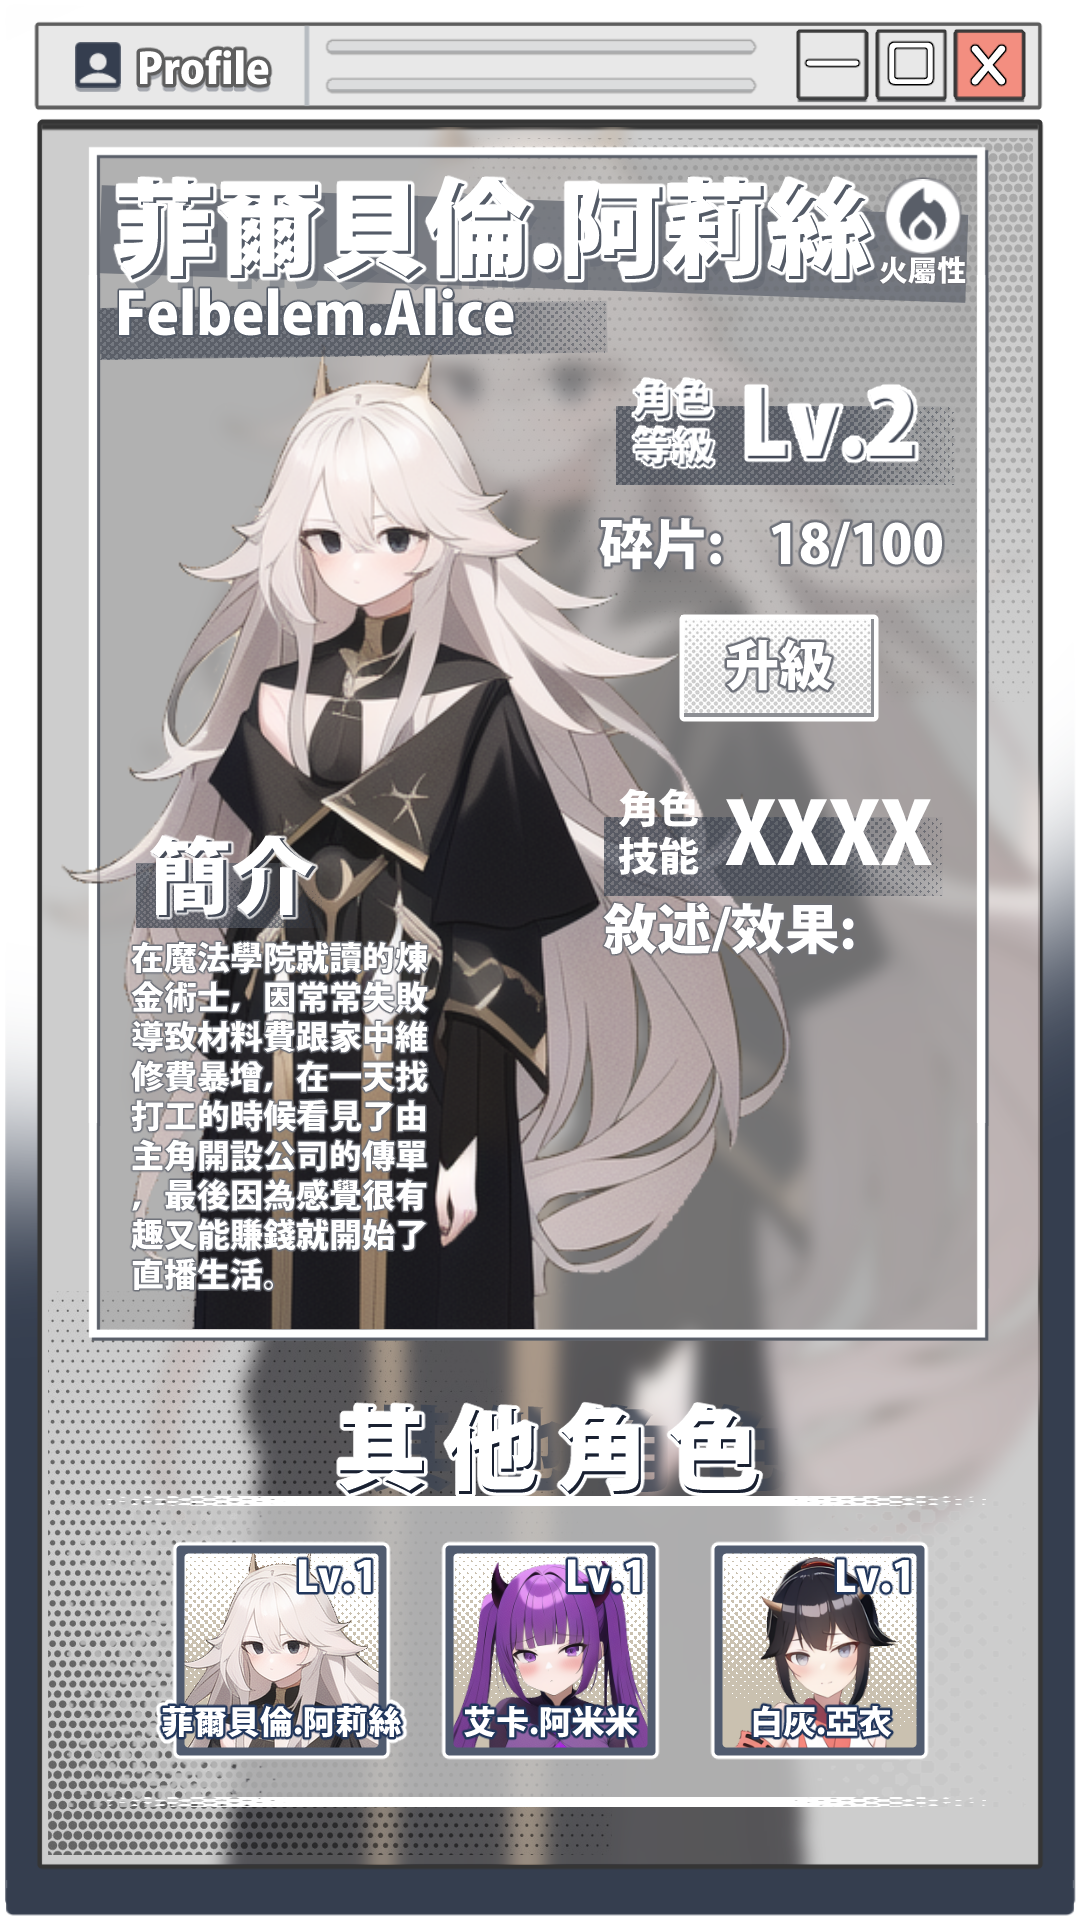 Profile
菲爾貝倫.阿莉絲
火屬性
Felbelem.Alice
角色等級 Lv.2
碎片: 18/100
升級
角色技能 XXXX
敘述/效果:
簡介
在魔法學院就讀的煉
金術士,因常常失敗
導致材料費跟家中維
修費暴增,在一天找
打工的時候看見了由
主角開設公司的傳單
,最後因為感覺很有
趣又能賺錢就開始了
直播生活。
其他角色
Lv.1
菲爾貝倫.阿莉絲
Lv.1
艾卡.阿米米
Lv.1
白灰.亞衣